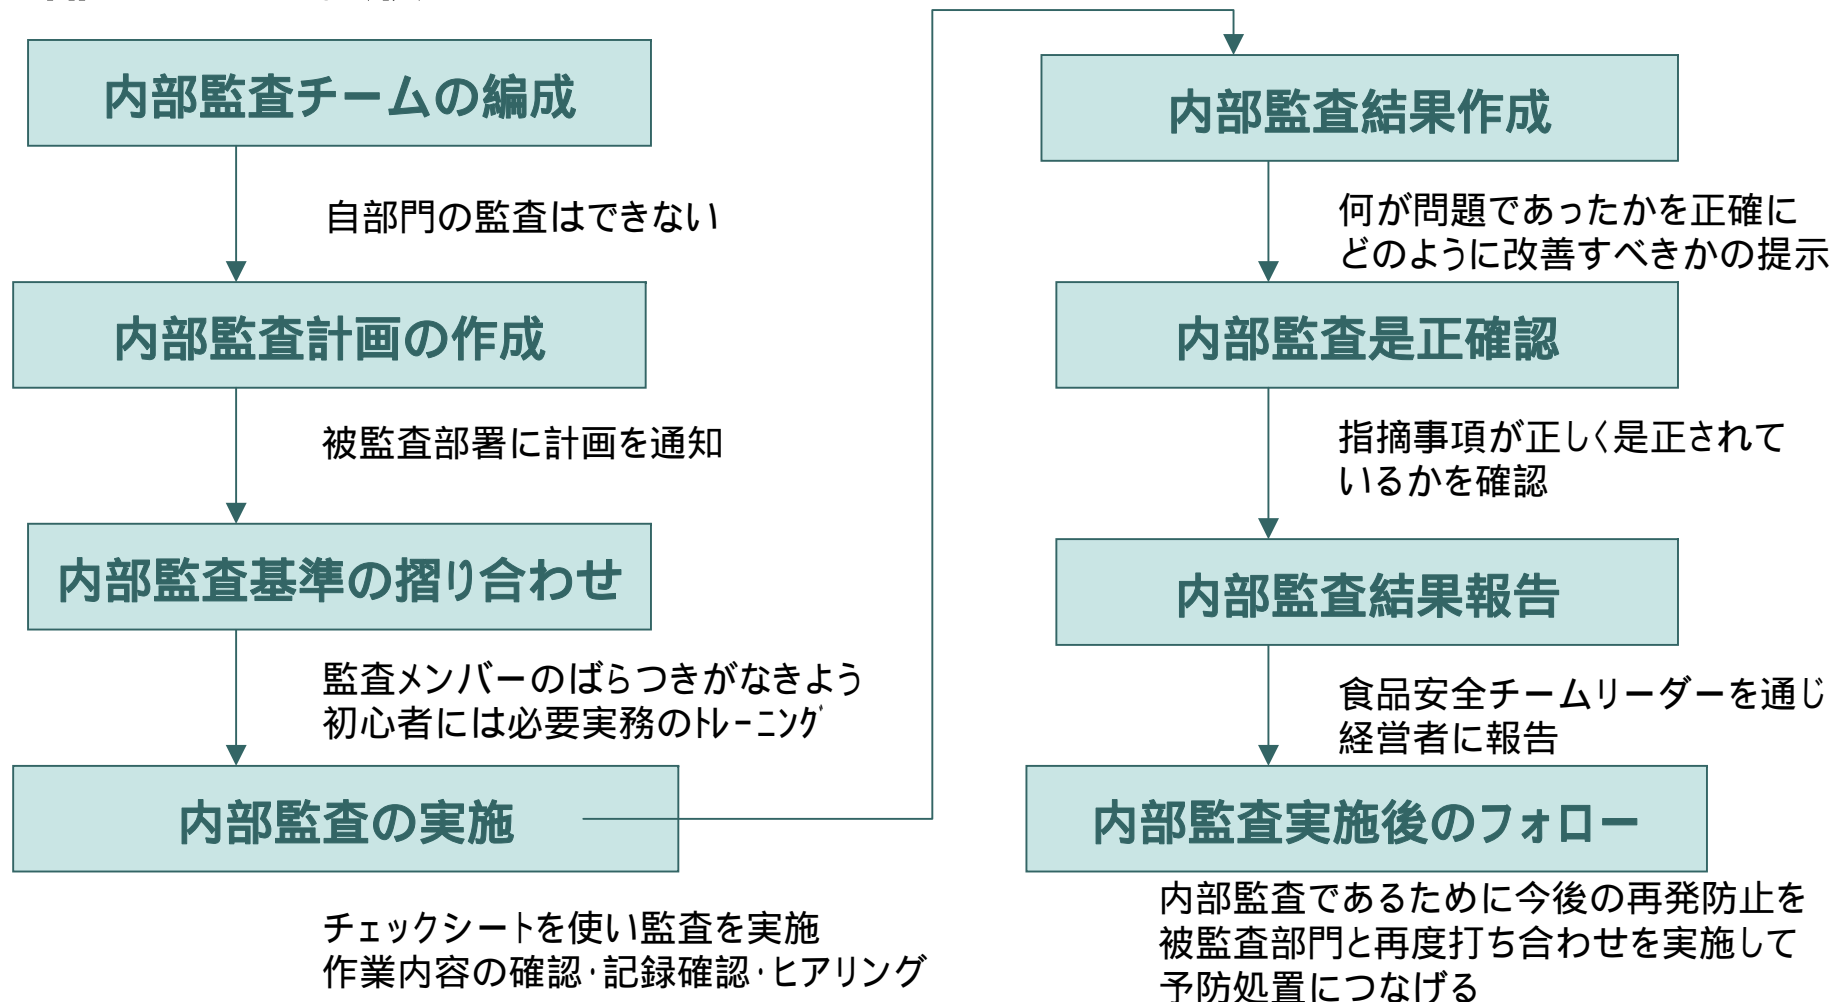 内部監査チームの編成
自部門の監査はできない
内部監査計画の作成
被監査部署に計画を通知
内部監査基準の摺り合わせ
監査メンバーのばらつきがなきよう
初心者には必要実務のﾄﾚｰﾆﾝｸﾞ
内部監査の実施
チェックシートを使い監査を実施
作業内容の確認・記録確認・ヒアリング
内部監査結果作成
何が問題であったかを正確に
どのように改善すべきかの提示
内部監査是正確認
指摘事項が正しく是正されて
いるかを確認
内部監査結果報告
食品安全チームリーダーを通じ
経営者に報告
内部監査実施後のフォロー
内部監査であるために今後の再発防止を
被監査部門と再度打ち合わせを実施して
予防処置につなげる